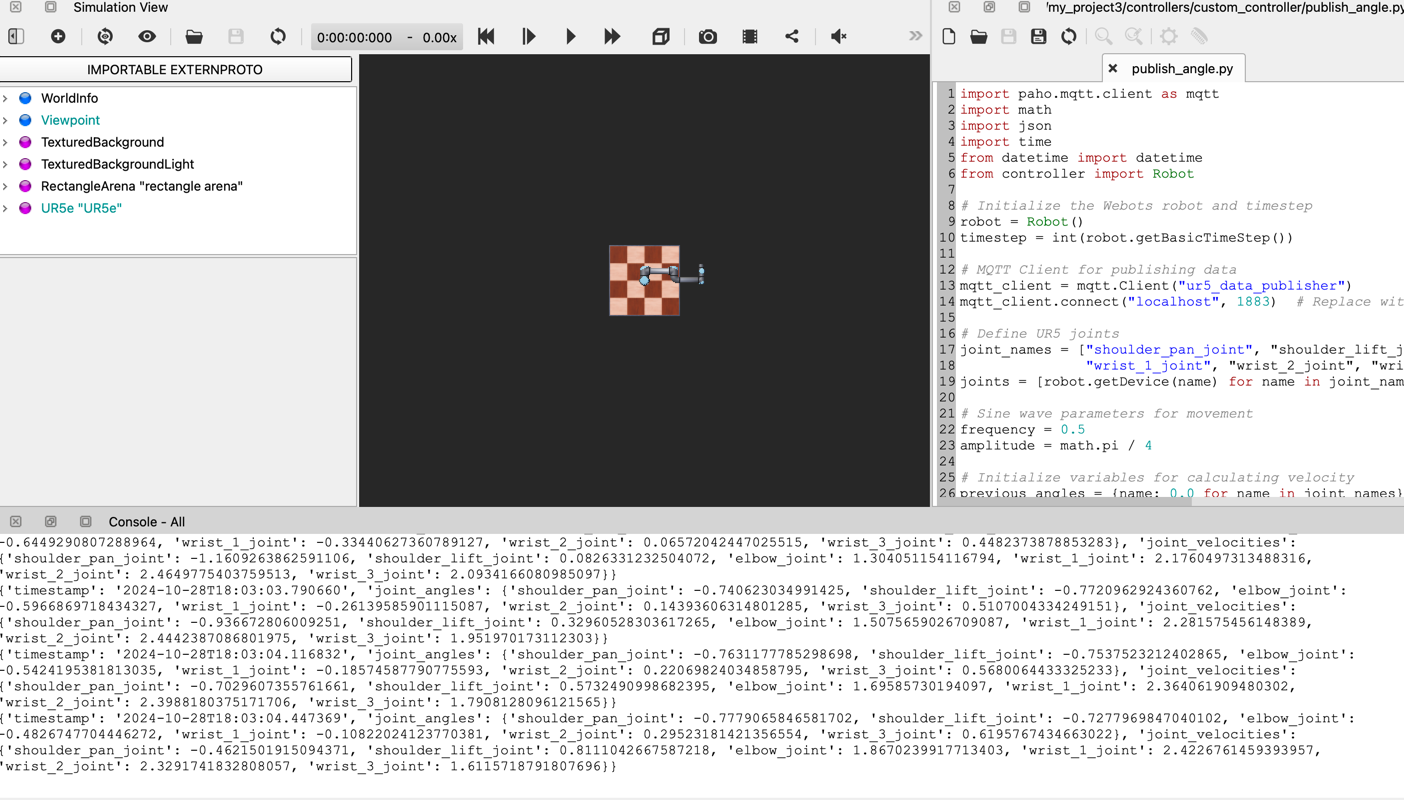 Simulation View
'my_project3/controllers/custom_controller/publish_angle.py
0:00:00:000 - 0.00x
IMPORTABLE EXTERNPROTO
WorldInfo
Viewpoint
TexturedBackground
TexturedBackgroundLight
RectangleArena "rectangle arena"
UR5e "UR5e"
publish_angle.py
1 import paho.mqtt.client as mqtt
2 import math
3 import json
4 import time
5 from datetime import datetime
6 from controller import Robot
7
8 # Initialize the Webots robot and timestep
9 robot = Robot()
10 timestep = int(robot.getBasicTimeStep())
11
12 # MQTT Client for publishing data
13 mqtt_client = mqtt.Client("ur5_data_publisher")
14 mqtt_client.connect("localhost", 1883)  # Replace wit
15
16 # Define UR5 joints
17 joint_names = ["shoulder_pan_joint", "shoulder_lift_j
18 "wrist_1_joint", "wrist_2_joint", "wri
19 joints = [robot.getDevice(name) for name in joint_nam
20
21 # Sine wave parameters for movement
22 frequency = 0.5
23 amplitude = math.pi / 4
24
25 # Initialize variables for calculating velocity
26 previous_angles = {name: 0.0 for name in joint_names}
Console - All
-0.6449290807288964, 'wrist_1_joint': -0.33440627360789127, 'wrist_2_joint': 0.06572042447025515, 'wrist_3_joint': 0.4482373878853283}, 'joint_velocities':
{'shoulder_pan_joint': -1.1609263862591106, 'shoulder_lift_joint': 0.0826331232504072, 'elbow_joint': 1.304051154116794, 'wrist_1_joint': 2.1760497313488316,
'wrist_2_joint': 2.4649775403759513, 'wrist_3_joint': 2.0934166080985097}}
{'timestamp': '2024-10-28T18:03:03.790660', 'joint_angles': {'shoulder_pan_joint': -0.740623034991425, 'shoulder_lift_joint': -0.7720962924360762, 'elbow_joint':
-0.5966869718434327, 'wrist_1_joint': -0.26139585901115087, 'wrist_2_joint': 0.14393606314801285, 'wrist_3_joint': 0.5107004334249151}, 'joint_velocities':
{'shoulder_pan_joint': -0.936672806009251, 'shoulder_lift_joint': 0.32960528303617265, 'elbow_joint': 1.5075659026709087, 'wrist_1_joint': 2.281575456148389,
'wrist_2_joint': 2.4442387086801975, 'wrist_3_joint': 1.951970173112303}}
{'timestamp': '2024-10-28T18:03:04.116832', 'joint_angles': {'shoulder_pan_joint': -0.7631177785298698, 'shoulder_lift_joint': -0.7537523212402865, 'elbow_joint':
-0.5424195381813035, 'wrist_1_joint': -0.18574587790775593, 'wrist_2_joint': 0.22069824034858795, 'wrist_3_joint': 0.5680064433325233}, 'joint_velocities':
{'shoulder_pan_joint': -0.7029607355761661, 'shoulder_lift_joint': 0.5732490998682395, 'elbow_joint': 1.69585730194097, 'wrist_1_joint': 2.364061909480302,
'wrist_2_joint': 2.3988180375171706, 'wrist_3_joint': 1.7908128096121565}}
{'timestamp': '2024-10-28T18:03:04.447369', 'joint_angles': {'shoulder_pan_joint': -0.7779065846581702, 'shoulder_lift_joint': -0.7277969847040102, 'elbow_joint':
-0.4826747704446272, 'wrist_1_joint': -0.10822024123770381, 'wrist_2_joint': 0.29523181421356554, 'wrist_3_joint': 0.6195767434663022}, 'joint_velocities':
{'shoulder_pan_joint': -0.4621501915094371, 'shoulder_lift_joint': 0.8111042667587218, 'elbow_joint': 1.8670239917713403, 'wrist_1_joint': 2.4226761459393957,
'wrist_2_joint': 2.3291741832808057, 'wrist_3_joint': 1.6115718791807696}}